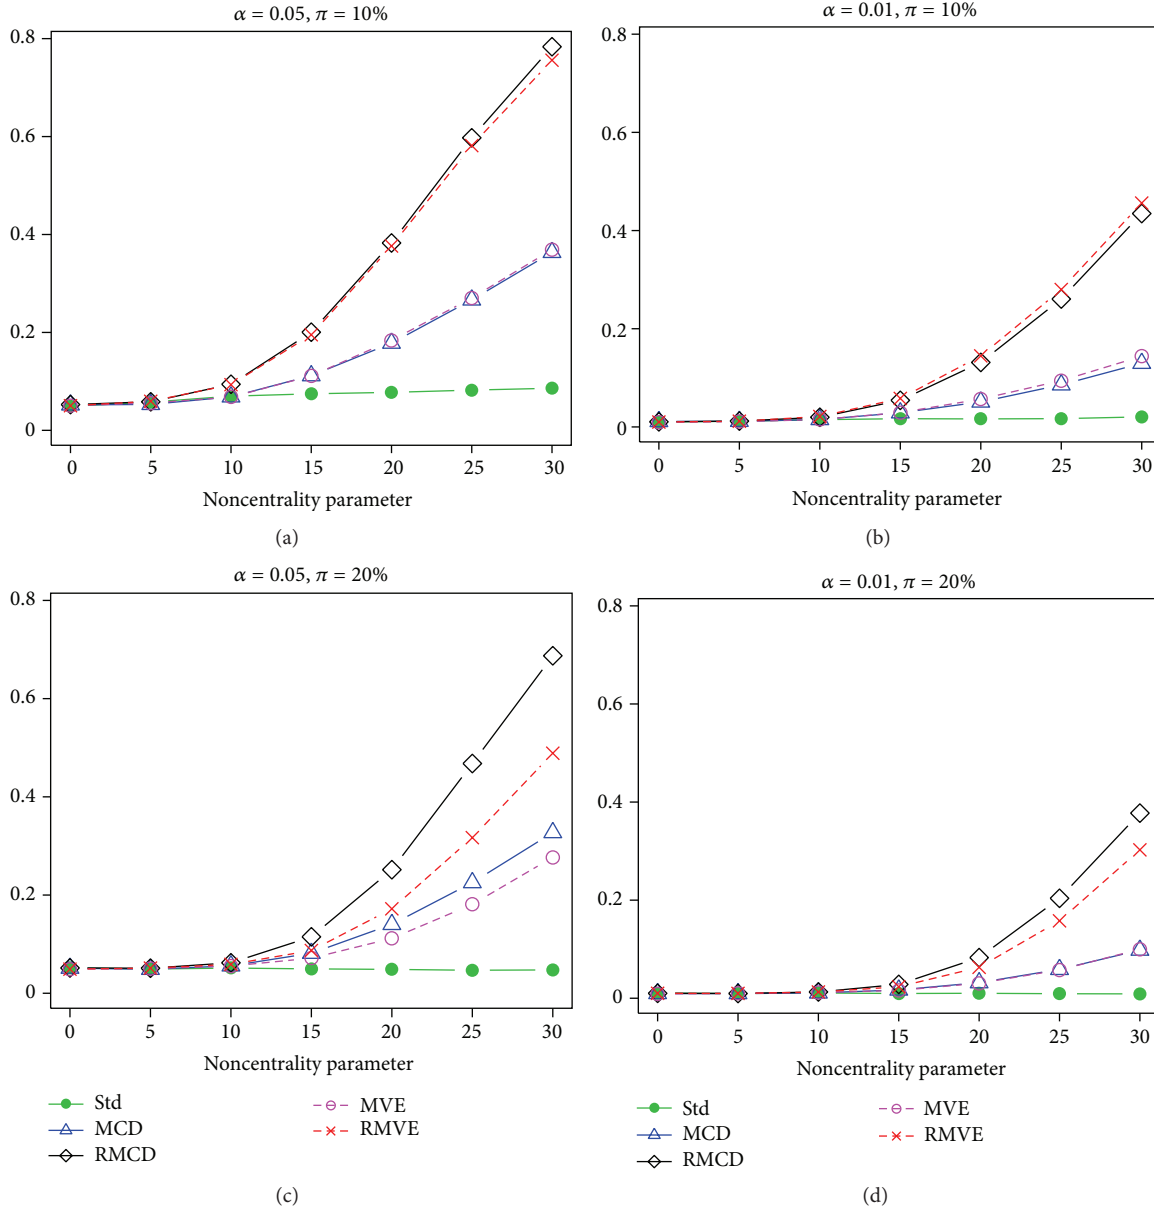 α = 0.05, π = 10%
0.8
0.6
0.4
0.2
0
0 5 10 15 20 25 30
Noncentrality parameter
(a)
α = 0.01, π = 10%
0.8
0.6
0.4
0.2
0
0 5 10 15 20 25 30
Noncentrality parameter
(b)
α = 0.05, π = 20%
0.8
0.6
0.4
0.2
0
0 5 10 15 20 25 30
Noncentrality parameter
Std
MCD
RMCD
MVE
RMVE
(c)
α = 0.01, π = 20%
0.8
0.6
0.4
0.2
0
0 5 10 15 20 25 30
Noncentrality parameter
Std
MCD
RMCD
MVE
RMVE
(d)